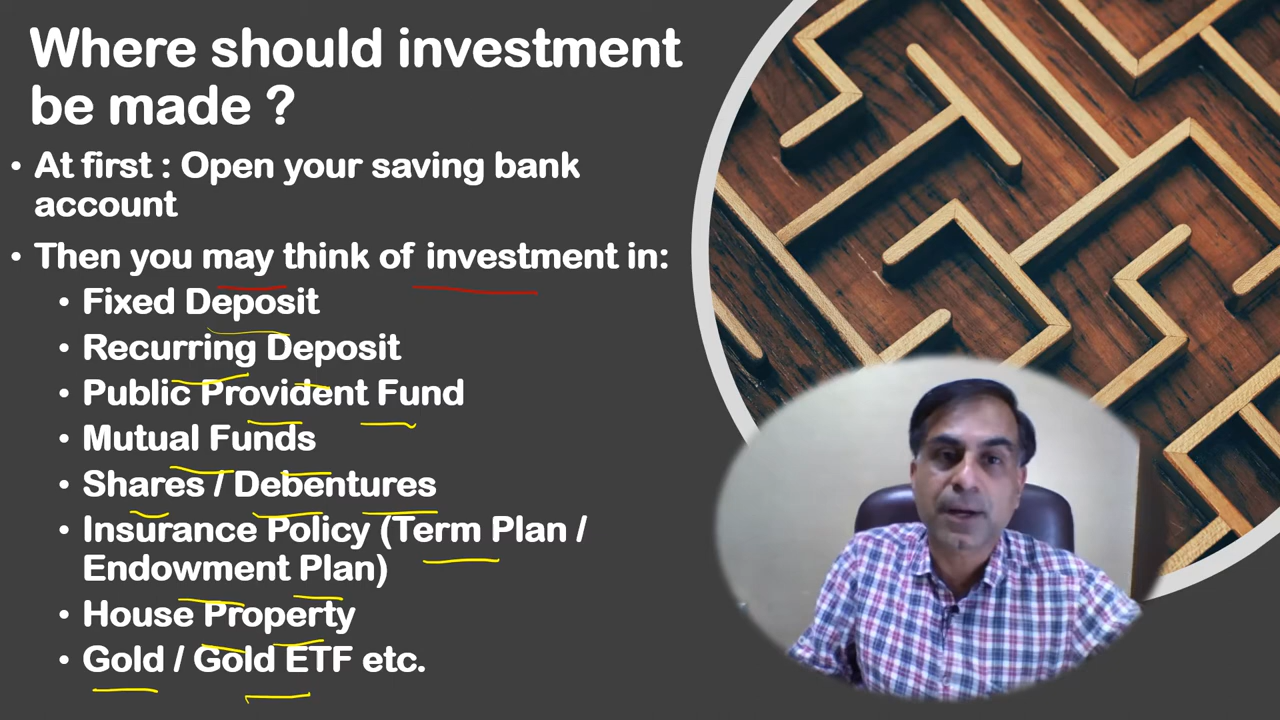 Where should investment
be made ?
• At first : Open your saving bank
account
• Then you may think of investment in:
• Fixed Deposit
• Recurring Deposit
• Public Provident Fund
• Mutual Funds
• Shares / Debentures
• Insurance Policy (Term Plan /
Endowment Plan)
• House Property
• Gold / Gold ETF etc.